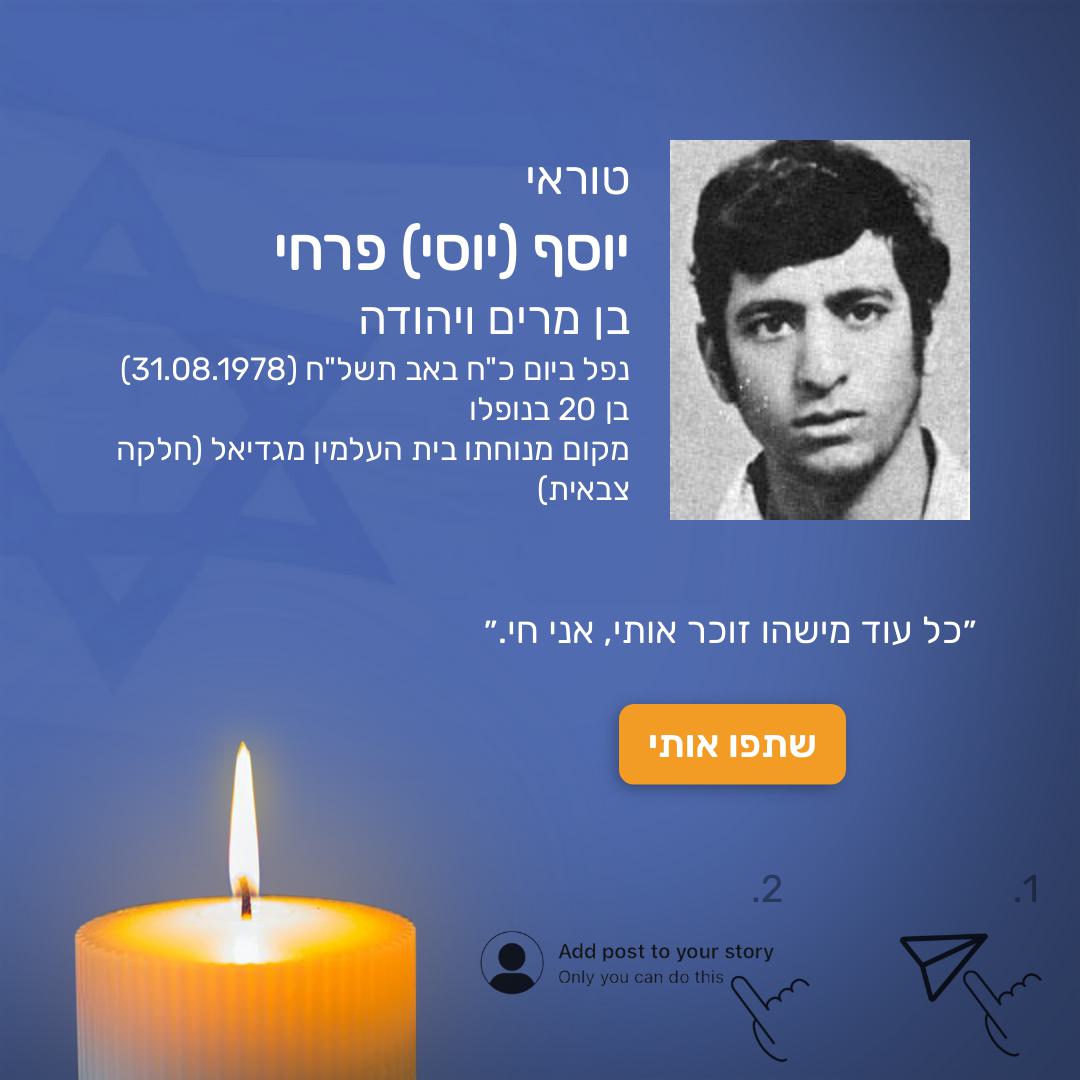 טוראי
יוסף (יוסי) פרחי
בן מרים ויהודה
נפל ביום כ"ח באב תשל"ח (31.08.1978)
בן 20 בנופלו
מקום מנוחתו בית העלמין מגדיאל (חלקה
צבאית)
״כל עוד מישהו זוכר אותי, אני חי.״
שתפו אותי
.1
.2
Add post to your story
Only you can do this